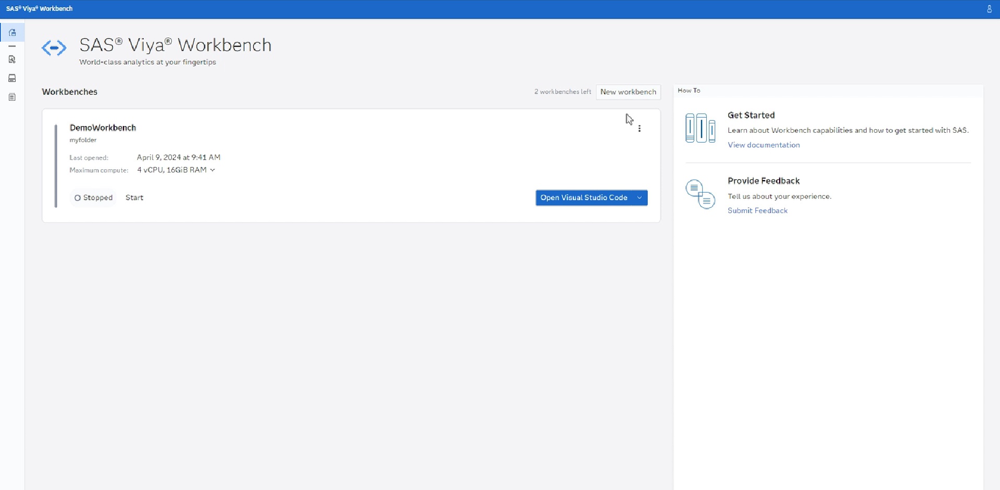 SAS® Viya® Workbench
SAS® Viya® Workbench
World-class analytics at your fingertips
Workbenches
2 workbenches left
New workbench
DemoWorkbench
myfolder
Last opened: April 9, 2024 at 9:41 AM
Maximum compute: 4 vCPU, 16GiB RAM
Stopped
Start
Open Visual Studio Code
How To
Get Started
Learn about Workbench capabilities and how to get started with SAS.
View documentation
Provide Feedback
Tell us about your experience.
Submit Feedback